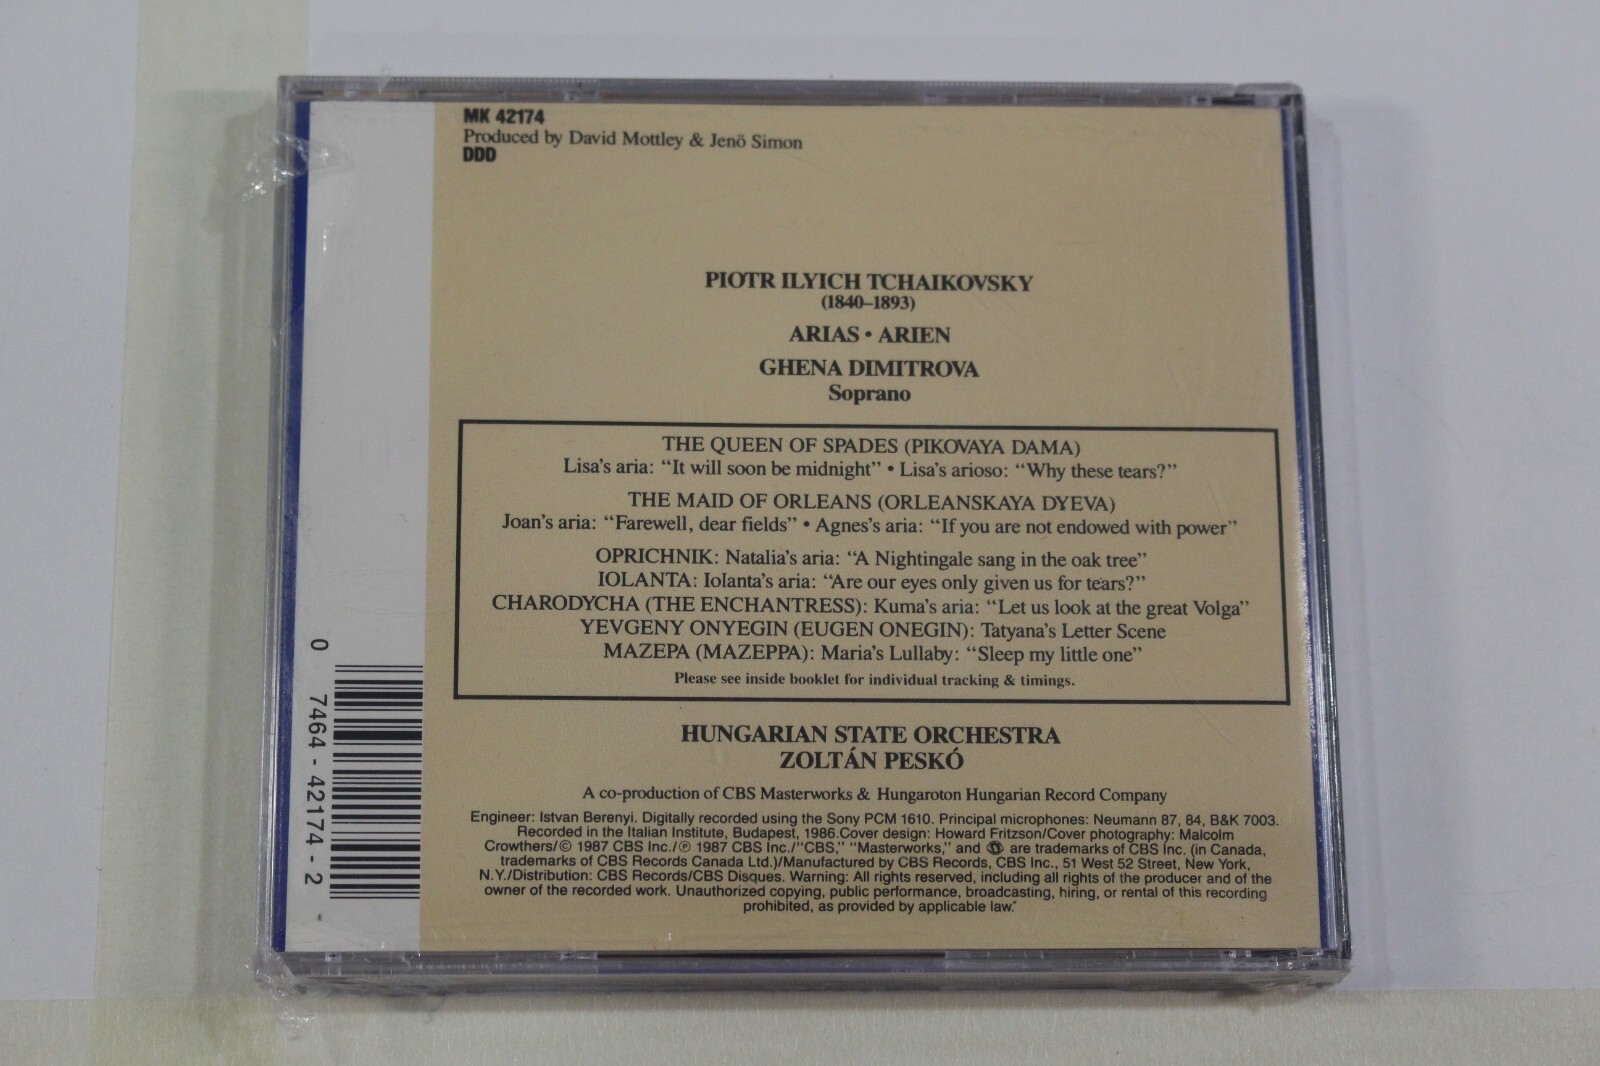 MK 42174
Produced by David Mottley & Jenö Simon
DDD
PIOTR ILYICH TCHAIKOVSKY
(1840–1893)
ARIAS • ARIEN
GHENA DIMITROVA
Soprano
THE QUEEN OF SPADES (PIKOVAYA DAMA)
Lisa's aria: “It will soon be midnight” • Lisa's arioso: “Why these tears?”
THE MAID OF ORLEANS (ORLEANSKAYA DYEVA)
Joan's aria: “Farewell, dear fields” • Agnes's aria: “If you are not endowed with power”
OPRICHNIK: Natalia's aria: “A Nightingale sang in the oak tree”
IOLANTA: Iolanta's aria: “Are our eyes only given us for tears?”
CHARODYCHA (THE ENCHANTRESS): Kuma's aria: “Let us look at the great Volga”
YEVGENY ONYEGIN (EUGEN ONEGIN): Tatyana's Letter Scene
MAZEPA (MAZEPPA): Maria's Lullaby: “Sleep my little one”
Please see inside booklet for individual tracking & timings.
HUNGARIAN STATE ORCHESTRA
ZOLTÁN PESKÓ
A co-production of CBS Masterworks & Hungaroton Hungarian Record Company
Engineer: Istvan Berenyi. Digitally recorded using the Sony PCM 1610. Principal microphones: Neumann 87, 84, B&K 7003.
Recorded in the Italian Institute, Budapest, 1986.Cover design: Howard Fritzson/Cover photography: Malcolm
Crowthers/© 1987 CBS Inc./℗ 1987 CBS Inc./“CBS,” “Masterworks,” and are trademarks of CBS Inc. (in Canada,
trademarks of CBS Records Canada Ltd.)/Manufactured by CBS Records, CBS Inc., 51 West 52 Street, New York,
N.Y./Distribution: CBS Records/CBS Disques. Warning: All rights reserved, including all rights of the producer and of the
owner of the recorded work. Unauthorized copying, public performance, broadcasting, hiring, or rental of this recording
prohibited, as provided by applicable law.
0 7464 - 42174 - 2 -